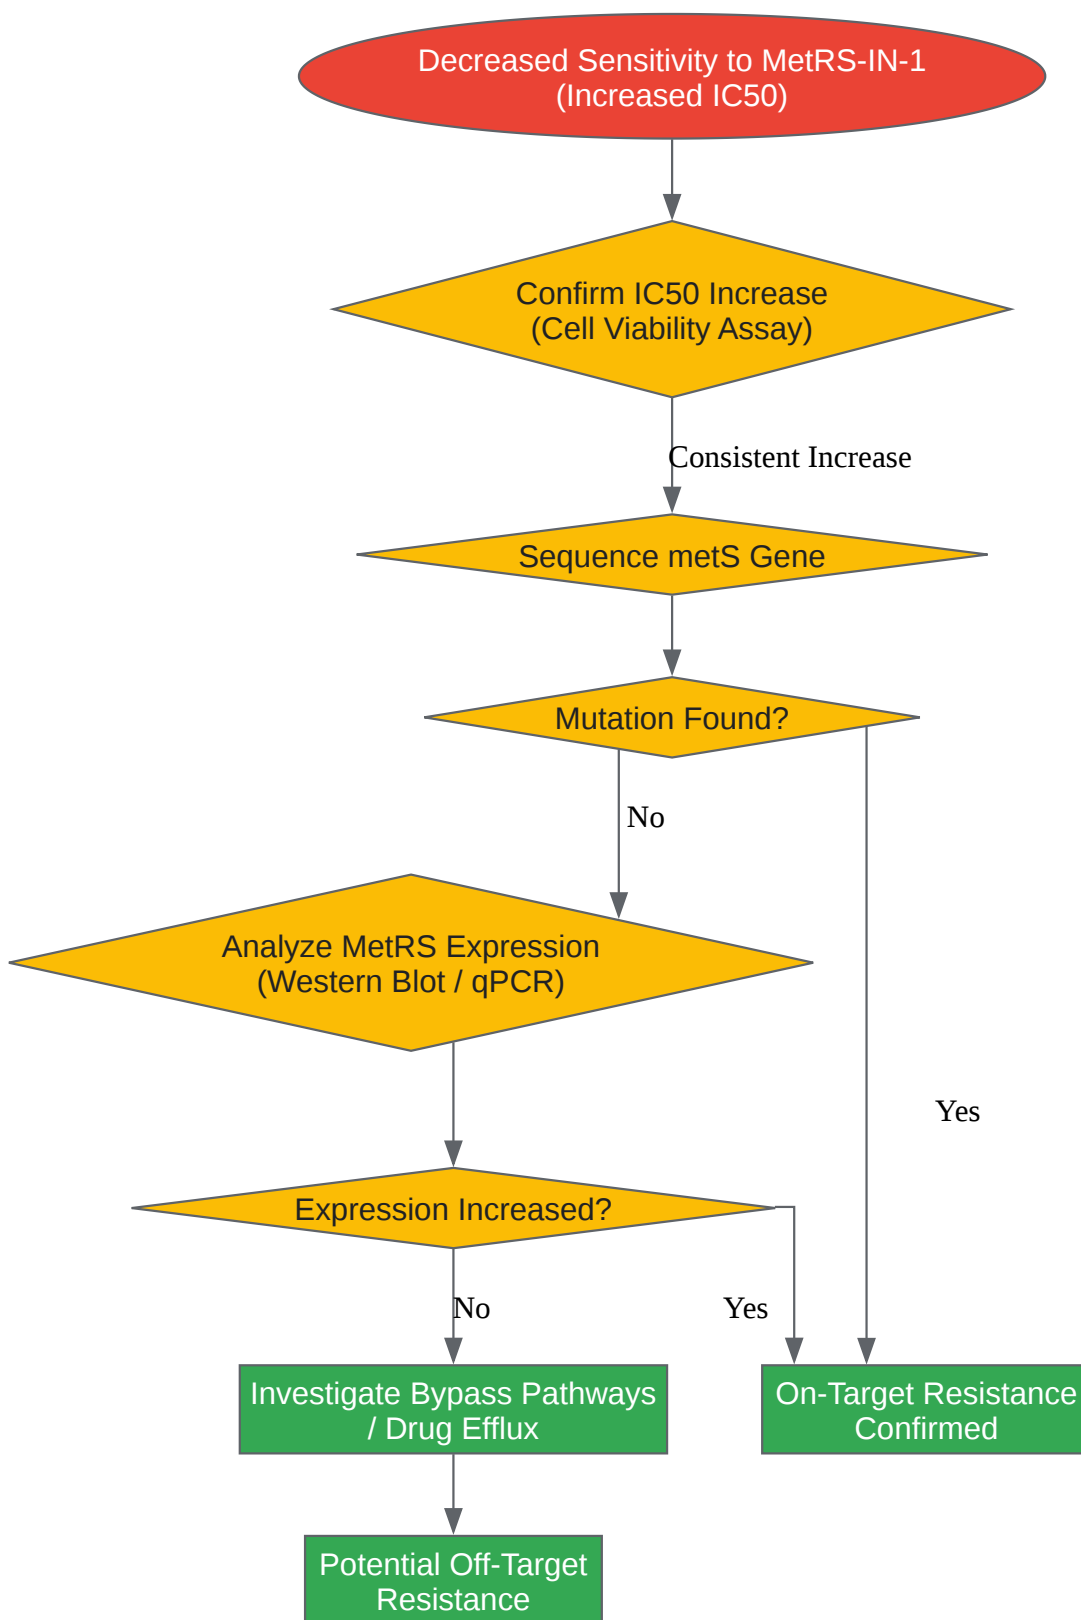 Decreased Sensitivity to MetRS-IN-1
(Increased IC50)
Confirm IC50 Increase
(Cell Viability Assay)
Consistent Increase
Sequence metS Gene
Mutation Found?
No
Analyze MetRS Expression
(Western Blot / qPCR)
Yes
Expression Increased?
No
Yes
Investigate Bypass Pathways
/ Drug Efflux
On-Target Resistance
Confirmed
Potential Off-Target
Resistance